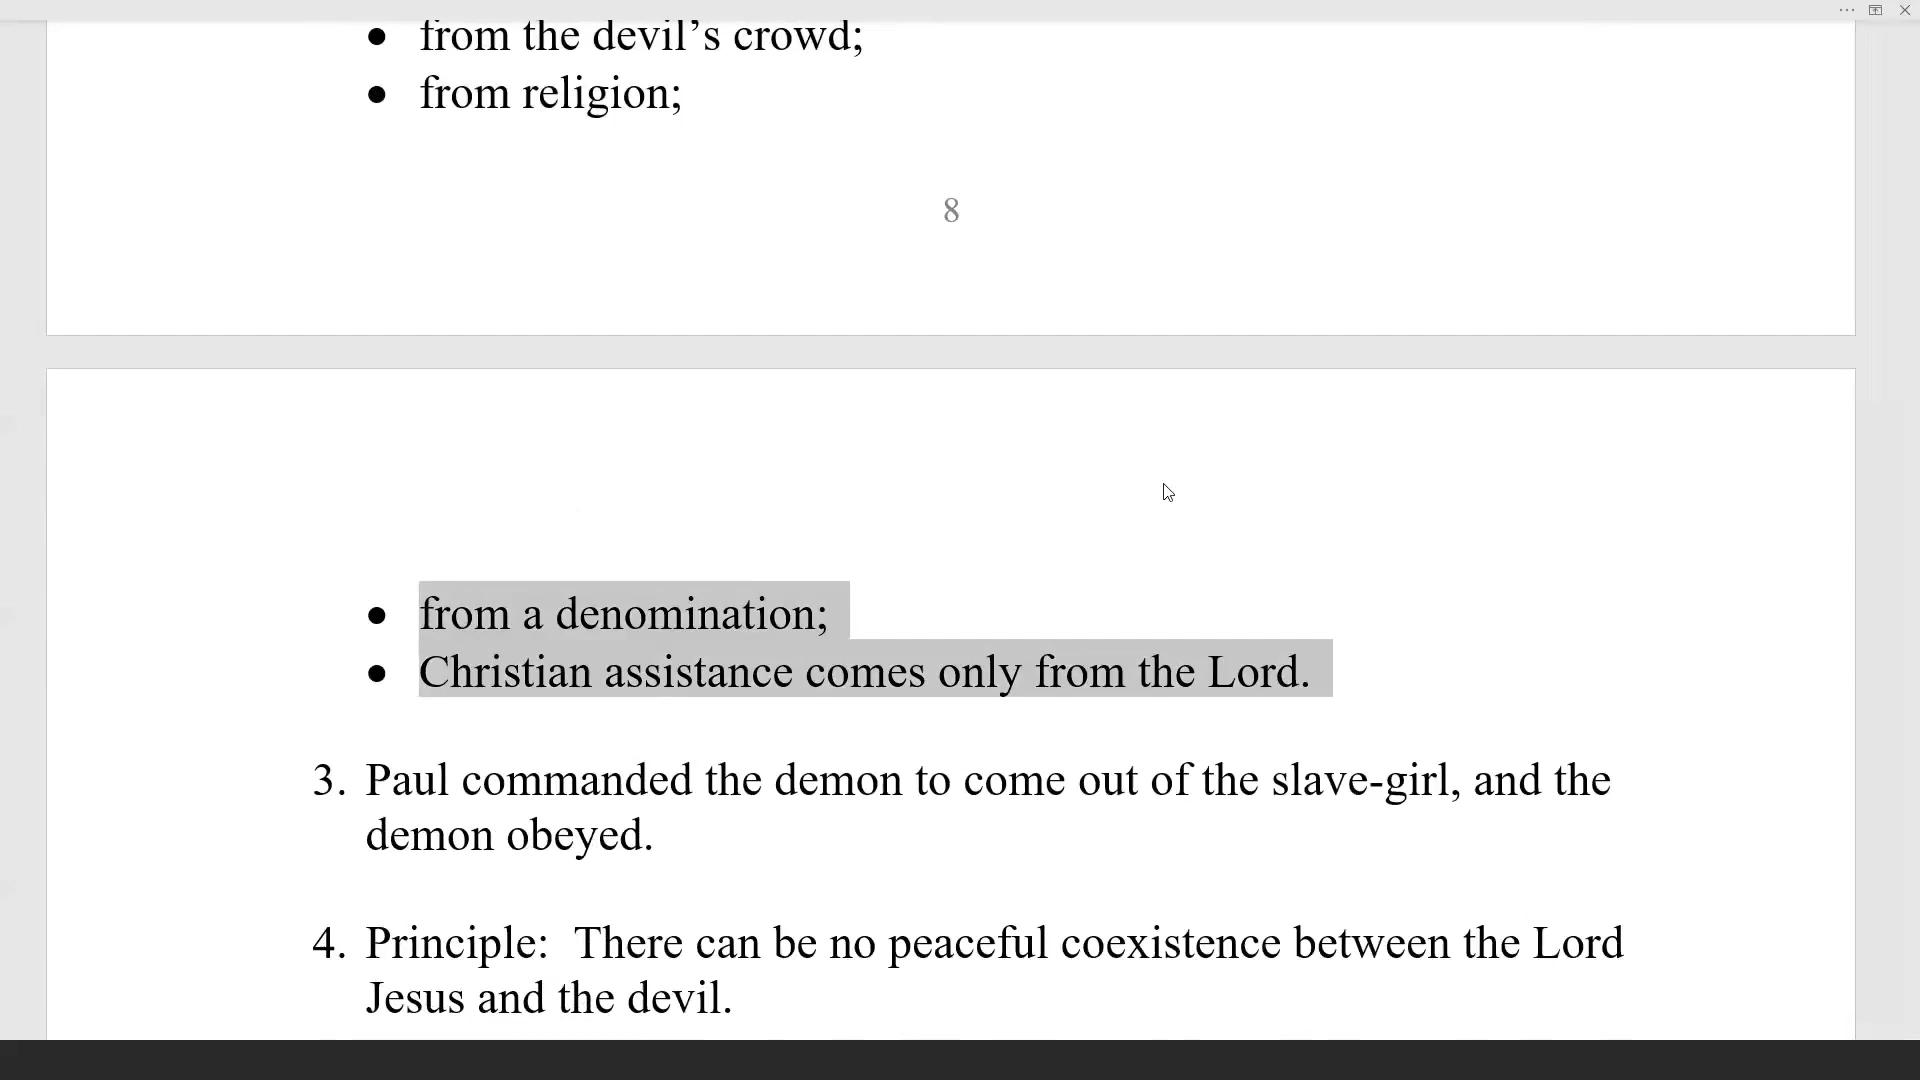 • from the devil’s crowd;
• from religion;
8
• from a denomination;
• Christian assistance comes only from the Lord.
3. Paul commanded the demon to come out of the slave-girl, and the
demon obeyed.
4. Principle:  There can be no peaceful coexistence between the Lord
Jesus and the devil.